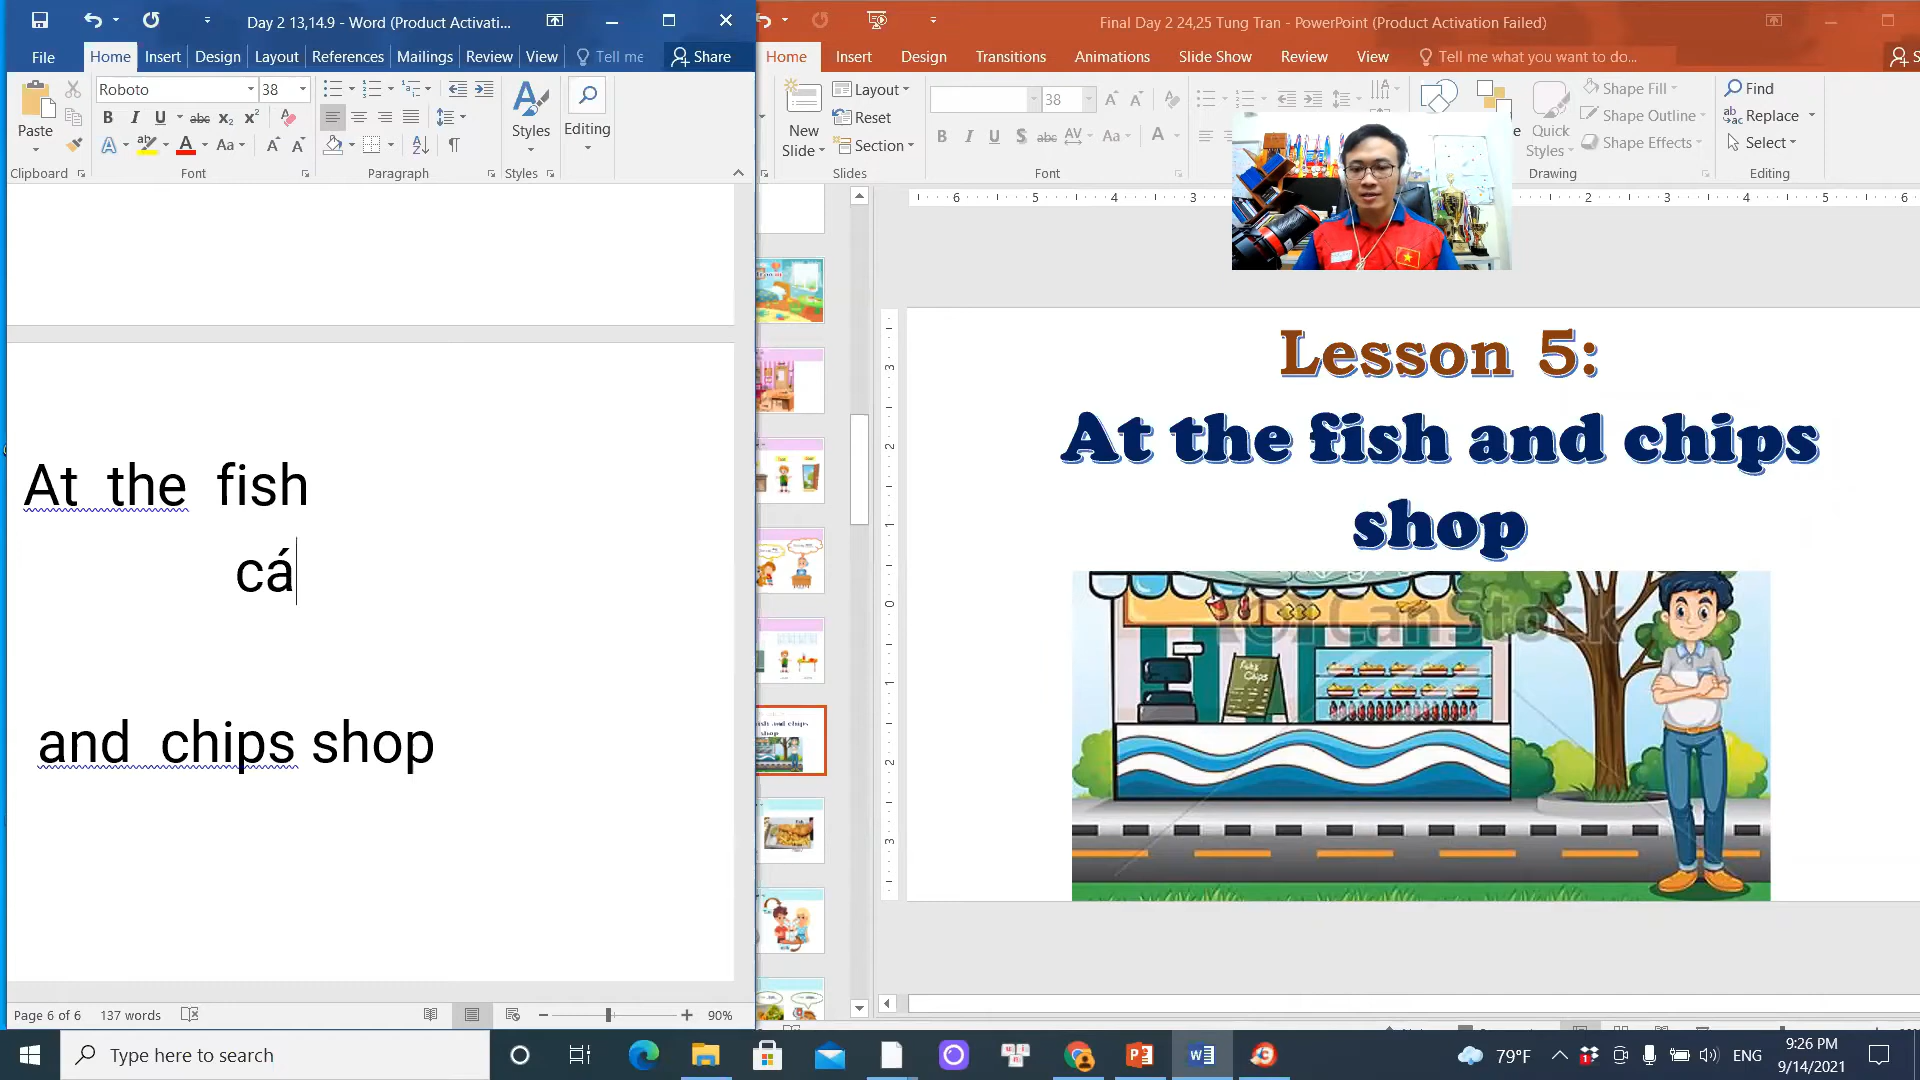 Day 2 13,14.9 - Word (Product Activati...
Final Day 2 24,25 Tung Tran - PowerPoint (Product Activation Failed)
File Home Insert Design Layout References Mailings Review View Tell me Share
Home Insert Design Transitions Animations Slide Show Review View Tell me what you want to do...
Roboto 38
Paste
Styles
Editing
Clipboard Font Paragraph Styles
New Slide
Layout
Reset
Section
38
Quick Styles
Shape Fill
Shape Outline
Shape Effects
Find
Replace
Select
Slides Font Drawing Editing
At the fish
cá
and chips shop
Lesson 5:
At the fish and chips
shop
CanStock
Fish & Chips
Page 6 of 6 137 words 90%
Type here to search
79°F ENG
9:26 PM
9/14/2021